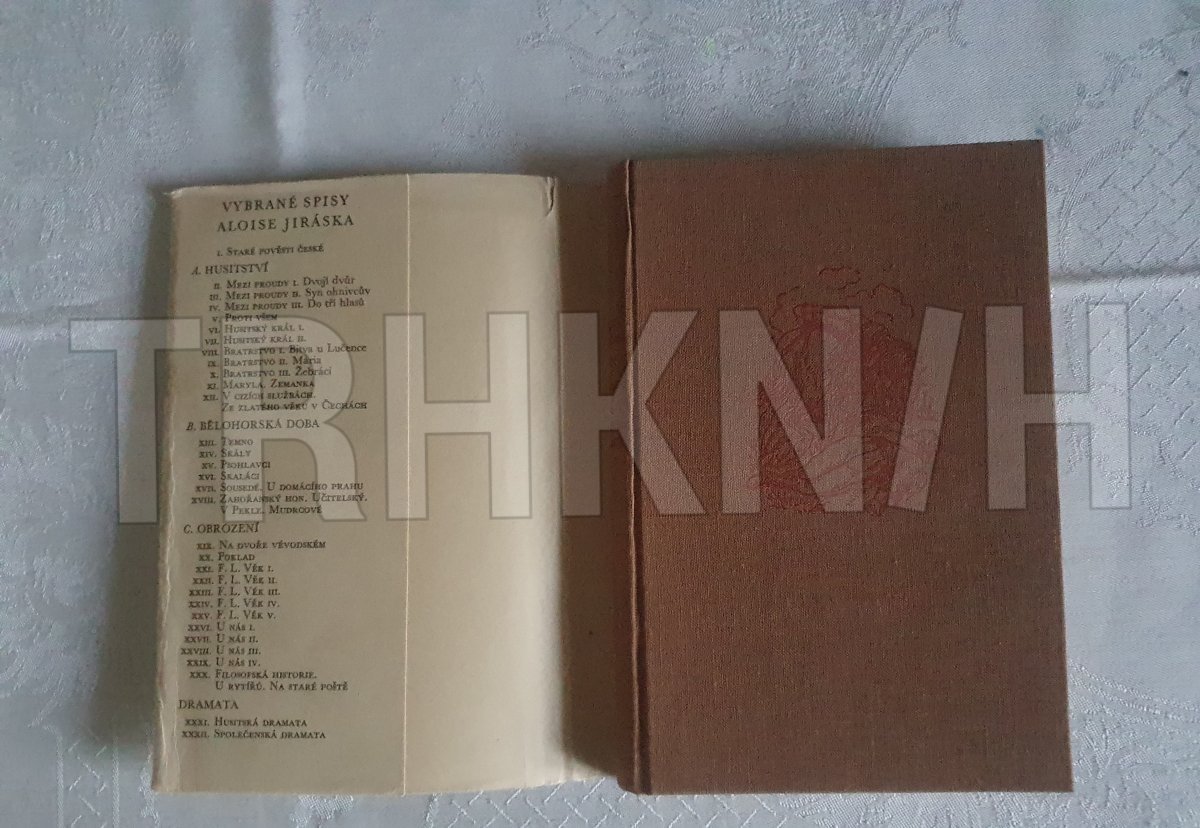 VYBRANÉ SPISY
ALOISE JIRÁSKA
I. STARÉ POVĚSTI ČESKÉ
A. HUSITSTVÍ
II. MEZI PROUDY I. Dvojí dvůr
III. MEZI PROUDY II. Syn ohnivcův
IV. MEZI PROUDY III. Do tří hlasů
V. PROTI VŠEM
VI. HUSITSKÝ KRÁL I.
VII. HUSITSKÝ KRÁL II.
VIII. BRATRSTVO I. Bitva u Lučence
IX. BRATRSTVO II. Mária
X. BRATRSTVO III. Žebráci
XI. MARYLA. ZEMANKA
XII. V CIZÍCH SLUŽBÁCH.
ZE ZLATÉHO VĚKU V ČECHÁCH
B. BĚLOHORSKÁ DOBA
XIII. TEMNO
XIV. SKÁLY
XV. PSOHLAVCI
XVI. SKALÁCI
XVII. SOUSEDÉ. U DOMÁCÍHO PRAHU
XVIII. ZAHOŘANSKÝ HON. UČITELSKÝ.
V PEKLE. MUDRCOVÉ
C. OBROZENÍ
XIX. NA DVOŘE VÉVODSKÉM
XX. POKLAD
XXI. F. L. VĚK I.
XXII. F. L. VĚK II.
XXIII. F. L. VĚK III.
XXIV. F. L. VĚK IV.
XXV. F. L. VĚK V.
XXVI. U NÁS I.
XXVII. U NÁS II.
XXVIII. U NÁS III.
XXIX. U NÁS IV.
XXX. FILOSOFSKÁ HISTORIE.
U RYTÍŘŮ. NA STARÉ POŠTĚ
DRAMATA
XXXI. HUSITSKÁ DRAMATA
XXXII. SPOLEČENSKÁ DRAMATA
TRHKNIH